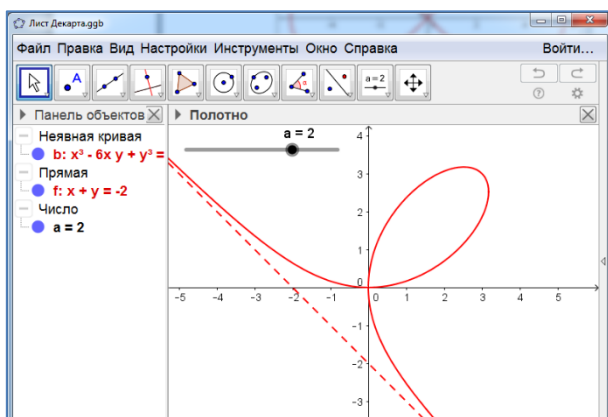 Лист Декарта.ggb
Файл Правка Вид Настройки Инструменты Окно Справка Войти...
A α a = 2
Панель объектов Полотно
Неявная кривая
b: x³ - 6x y + y³ =
Прямая
f: x + y = -2
Число
a = 2
a = 2
4
3
2
1
0
-5 -4 -3 -2 -1 0 1 2 3 4 5
-1
-2
-3